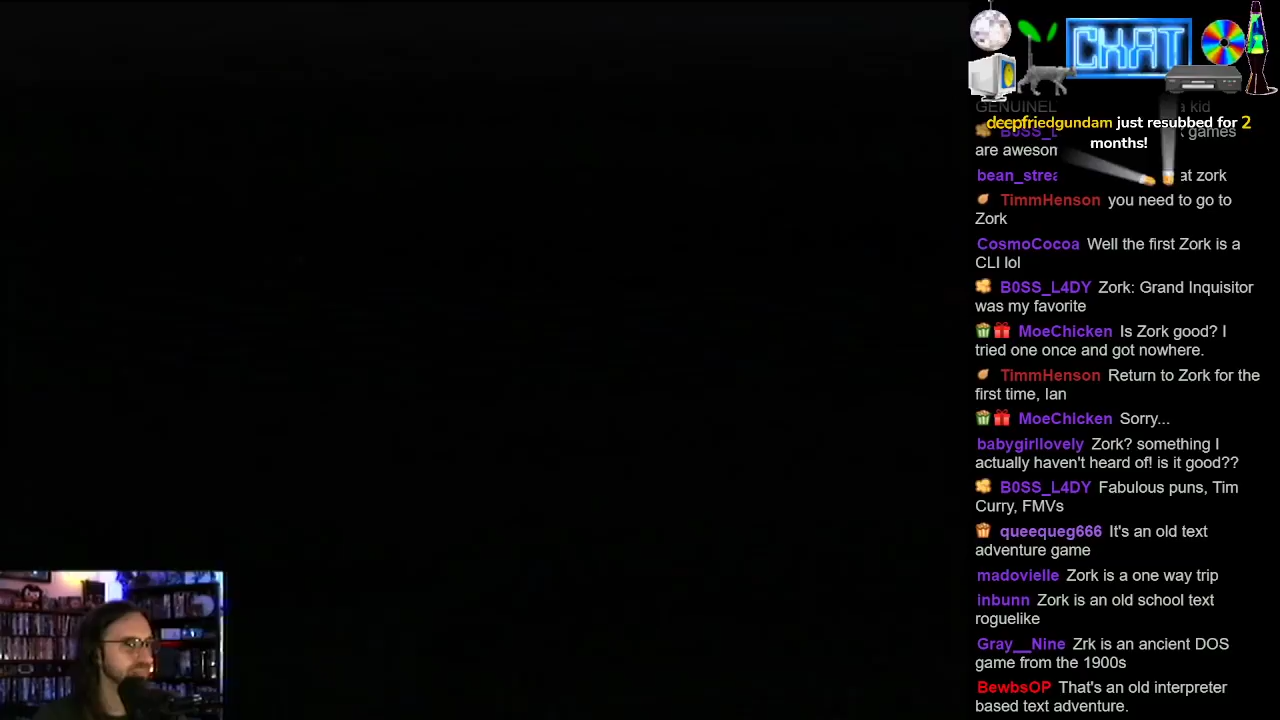 CHAT
GENUINEL a kid
deepfriedgundam just resubbed for 2
months!
B0SS_L games
are awesom
bean_strea at zork
TimmHenson you need to go to
Zork
CosmoCocoa Well the first Zork is a
CLI lol
B0SS_L4DY Zork: Grand Inquisitor
was my favorite
MoeChicken Is Zork good? I
tried one once and got nowhere.
TimmHenson Return to Zork for the
first time, Ian
MoeChicken Sorry...
babygirllovely Zork? something I
actually haven't heard of! is it good??
B0SS_L4DY Fabulous puns, Tim
Curry, FMVs
queequeg666 It's an old text
adventure game
madovielle Zork is a one way trip
inbunn Zork is an old school text
roguelike
Gray__Nine Zrk is an ancient DOS
game from the 1900s
BewbsOP That's an old interpreter
based text adventure.